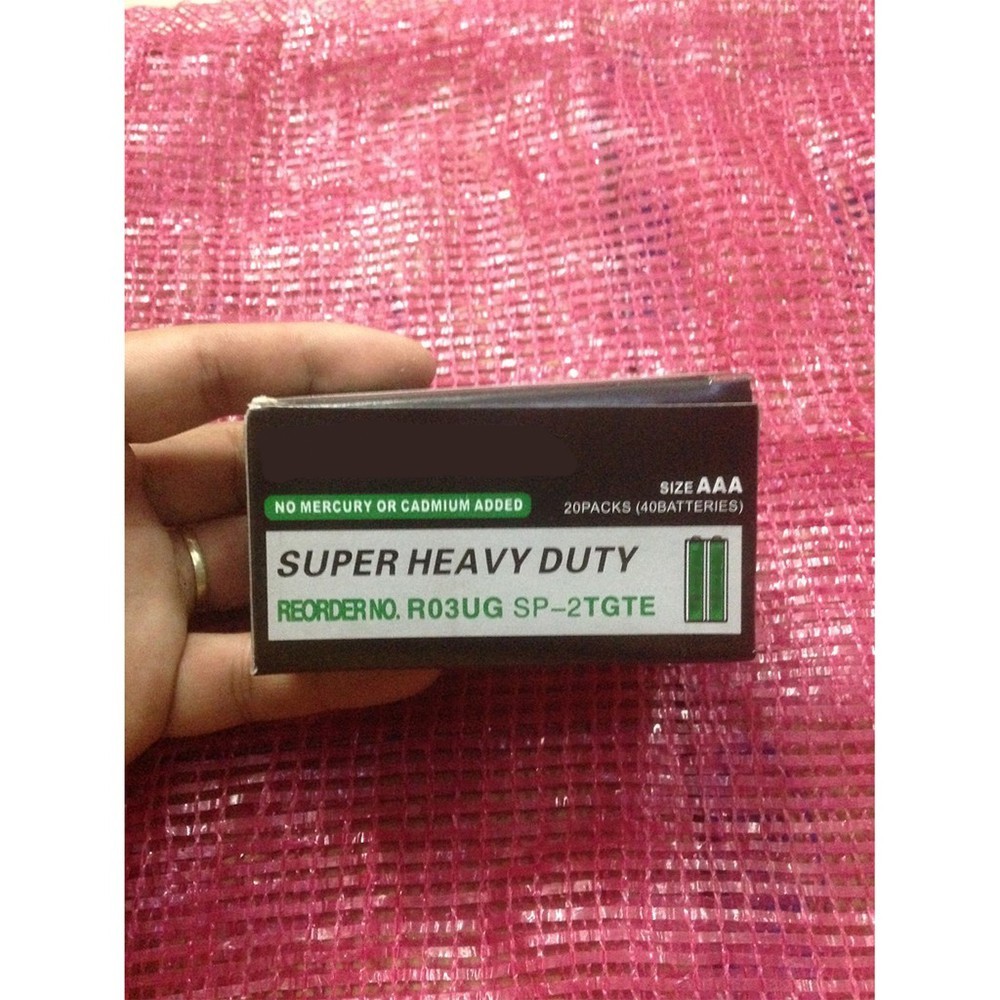 SIZE AAA
NO MERCURY OR CADMIUM ADDED
20PACKS (40BATTERIES)
SUPER HEAVY DUTY
REORDER NO. R03UG SP-2TGTE